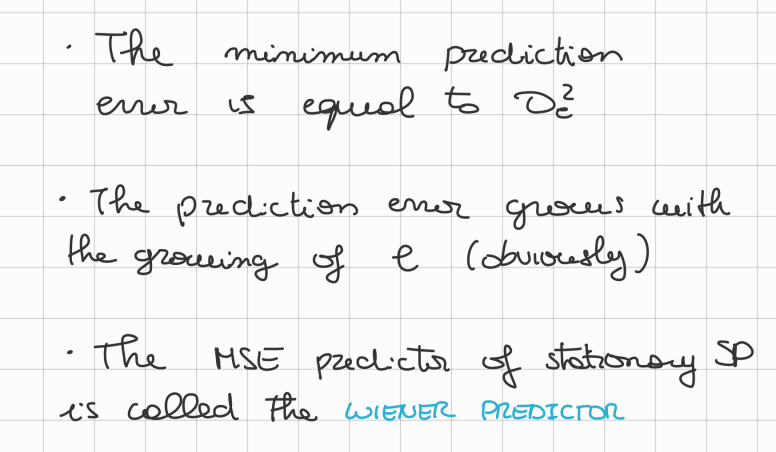 · The minimum prediction
error is equal to σ_ε^2
· The prediction error grows with
the growing of ℓ (obviously)
· The MSE predictor of stationary SP
is called the WIENER PREDICTOR